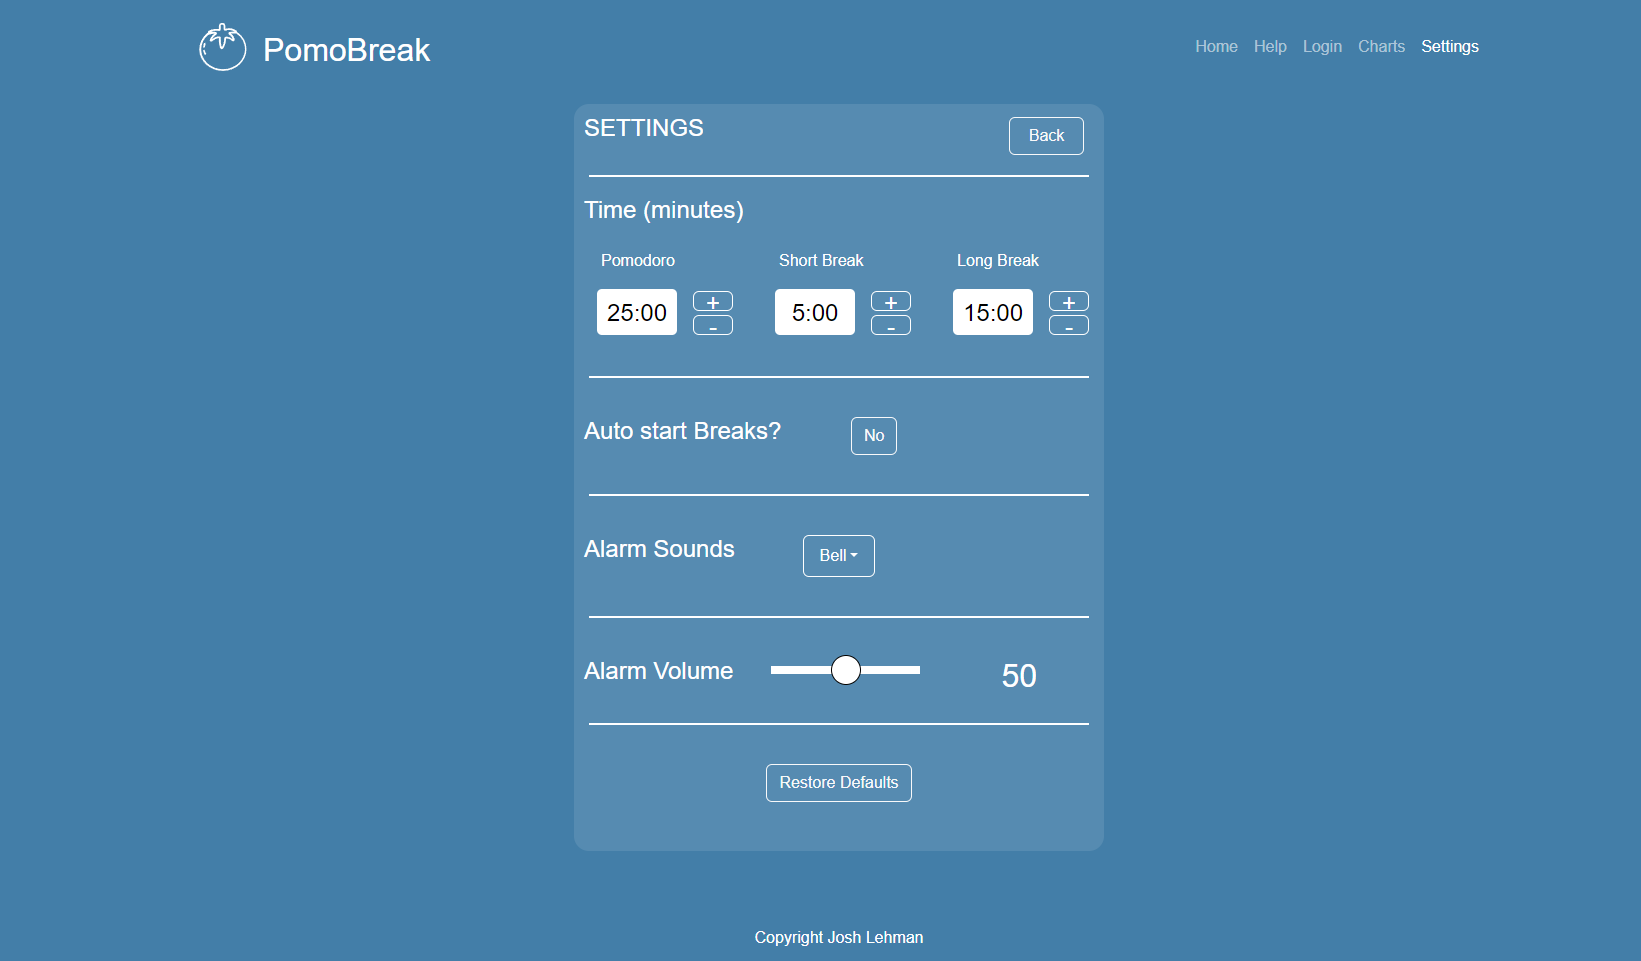 PomoBreak
Home Help Login Charts Settings
SETTINGS
Back
Time (minutes)
Pomodoro Short Break Long Break
25:00 + - 5:00 + - 15:00 + -
Auto start Breaks? No
Alarm Sounds Bell
Alarm Volume 50
Restore Defaults
Copyright Josh Lehman